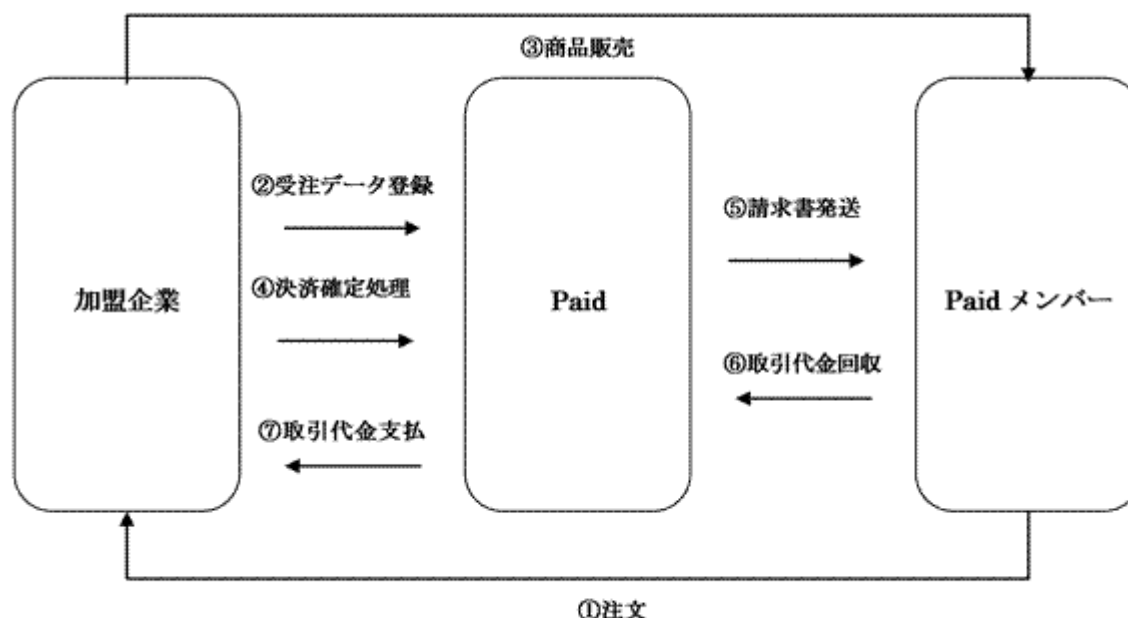 ③商品販売
②受注データ登録
⑤請求書発送
加盟企業
④決済確定処理
Paid
Paid メンバー
⑥取引代金回収
⑦取引代金支払
①注文